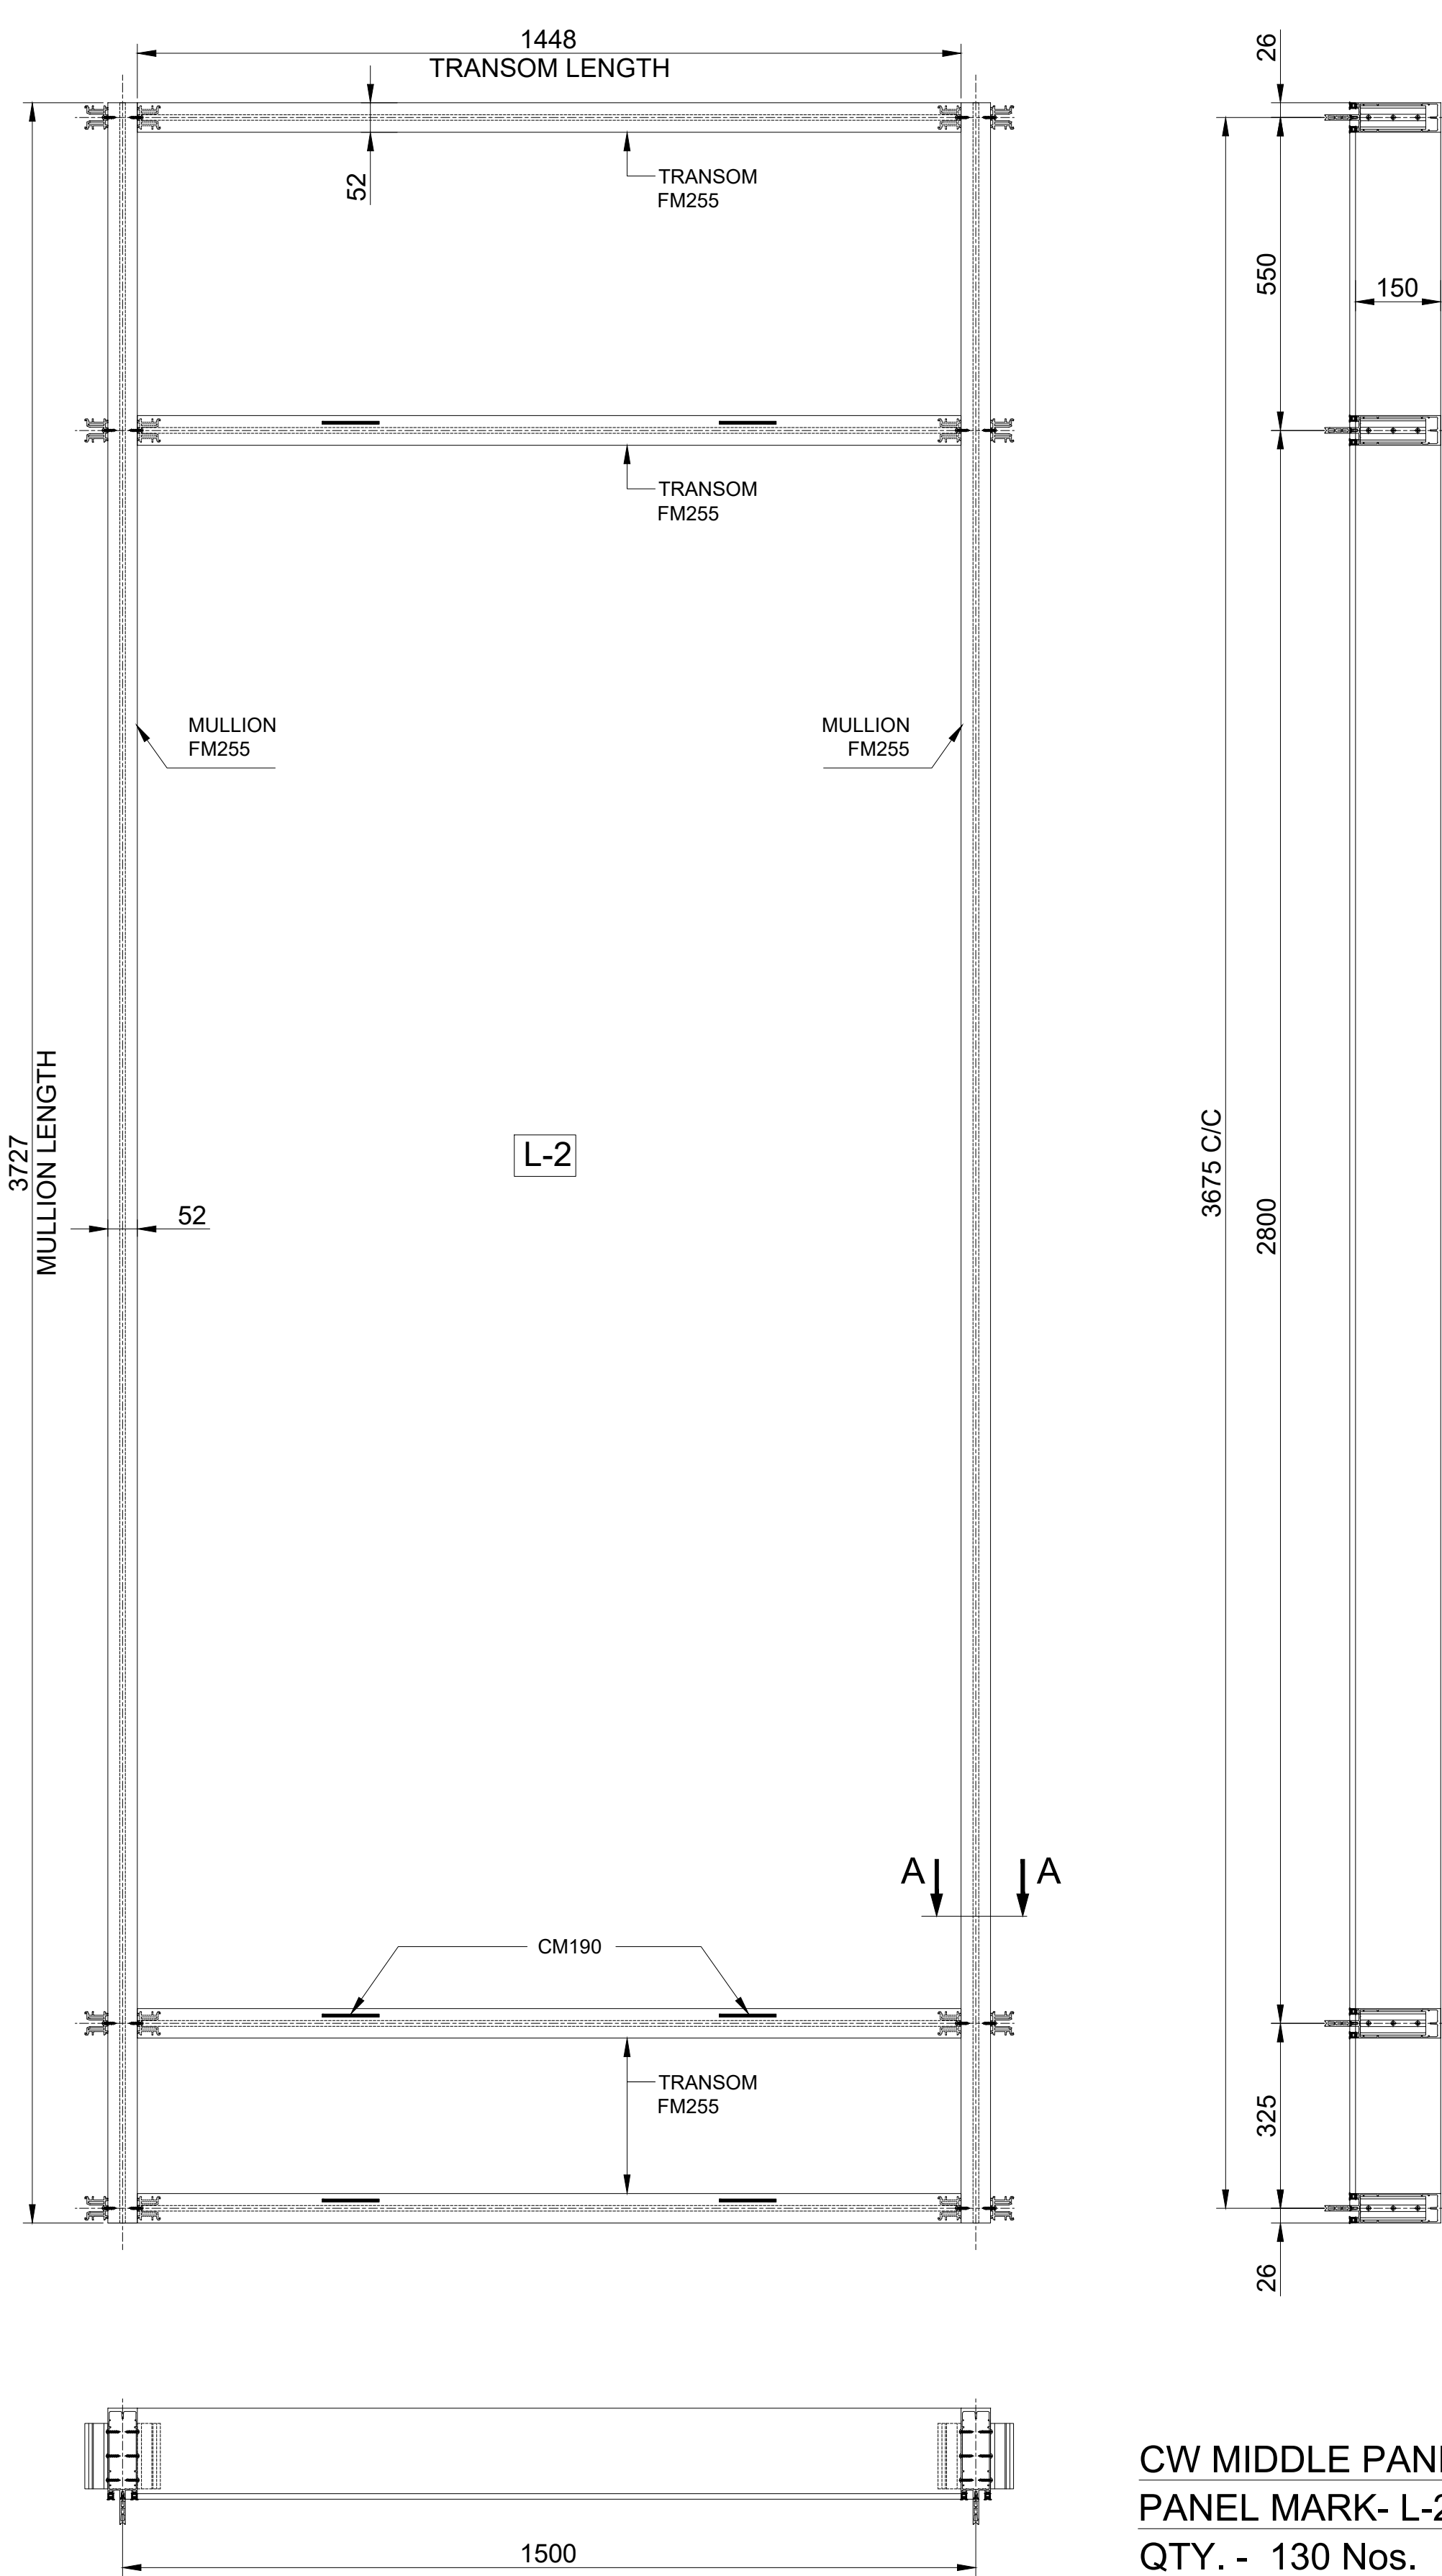 1448
TRANSOM LENGTH
26
52
TRANSOM
FM255
550
150
TRANSOM
FM255
MULLION
FM255
MULLION
FM255
3727
MULLION LENGTH
L-2
3675 C/C
2800
52
A
A
CM190
TRANSOM
FM255
325
26
1500
CW MIDDLE
PANEL MARK- L-2
QTY. - 130 Nos.